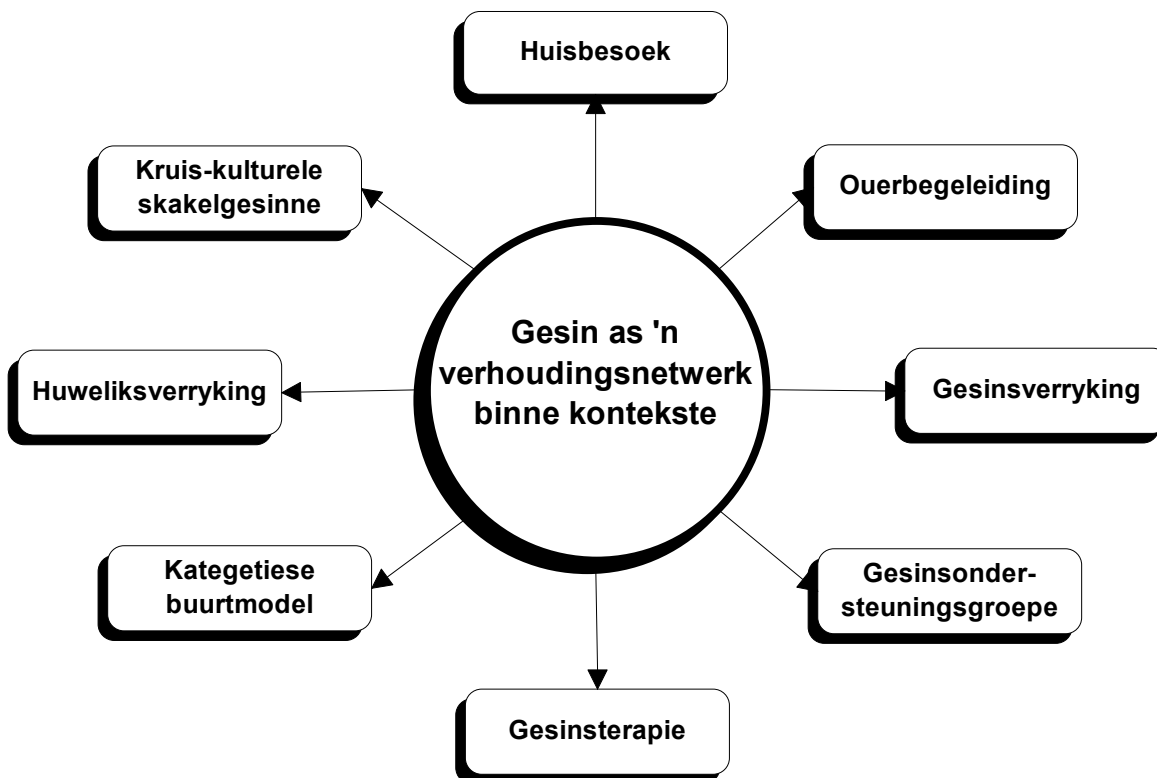 Huisbesoek
Kruis-kulturele
skakelgesinne
Ouerbegeleiding
Gesin as 'n
verhoudingsnetwerk
binne kontekste
Huweliksverryking
Gesinsverryking
Kategetiese
buurtmodel
Gesinsonder-
steuningsgroepe
Gesinsterapie